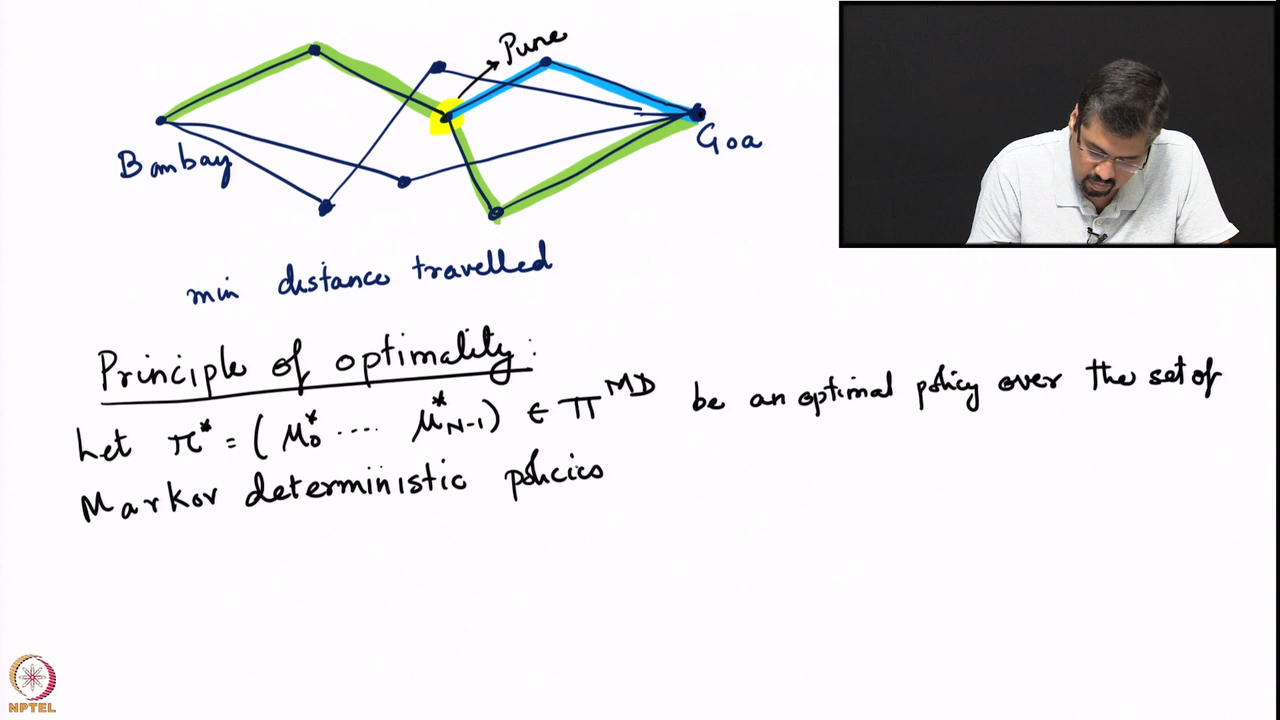 Pune
Goa
Bombay
min distance travelled
Principle of optimality:
Let π* = (μ₀* .... μ*_{N-1}) ∈ Π^{MD} be an optimal policy over the set of
Markov deterministic policies
NPTEL